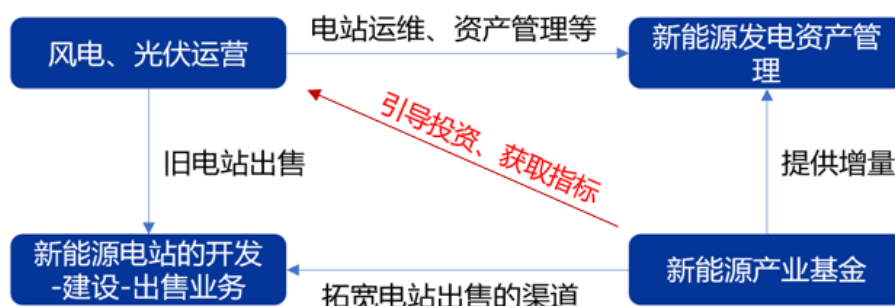 电站运维、资产管理等
风电、光伏运营
新能源发电资产管
理
引导投资、获取指标
旧电站出售
提供增量
新能源电站的开发
-建设-出售业务
新能源产业基金
拓宽电站出售的渠道